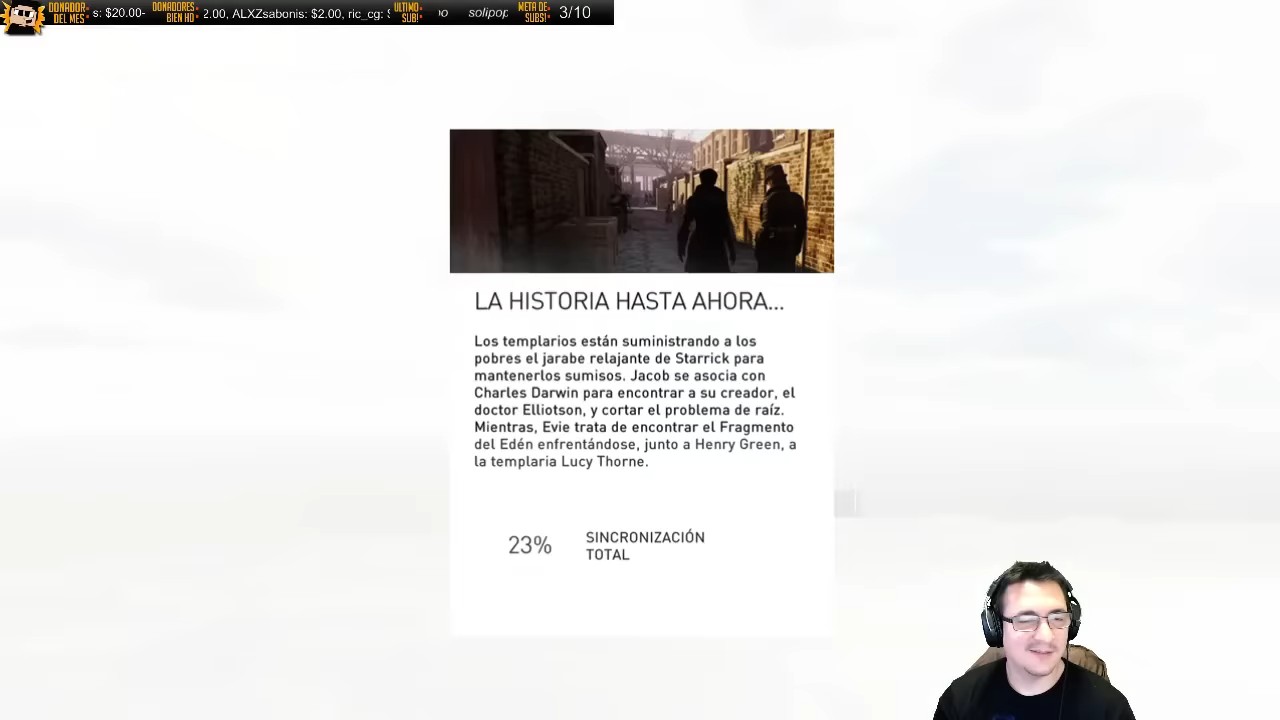 DONADOR DEL MES s: $20.00- DONADORES BIEN HO 2.00, ALXZsabonis: $2.00, ric_cg: ULTIMO SUB! solipop META DE SUBS! 3/10
LA HISTORIA HASTA AHORA...
Los templarios están suministrando a los
pobres el jarabe relajante de Starrick para
mantenerlos sumisos. Jacob se asocia con
Charles Darwin para encontrar a su creador, el
doctor Elliotson, y cortar el problema de raíz.
Mientras, Evie trata de encontrar el Fragmento
del Edén enfrentándose, junto a Henry Green, a
la templaria Lucy Thorne.
23%
SINCRONIZACIÓN
TOTAL